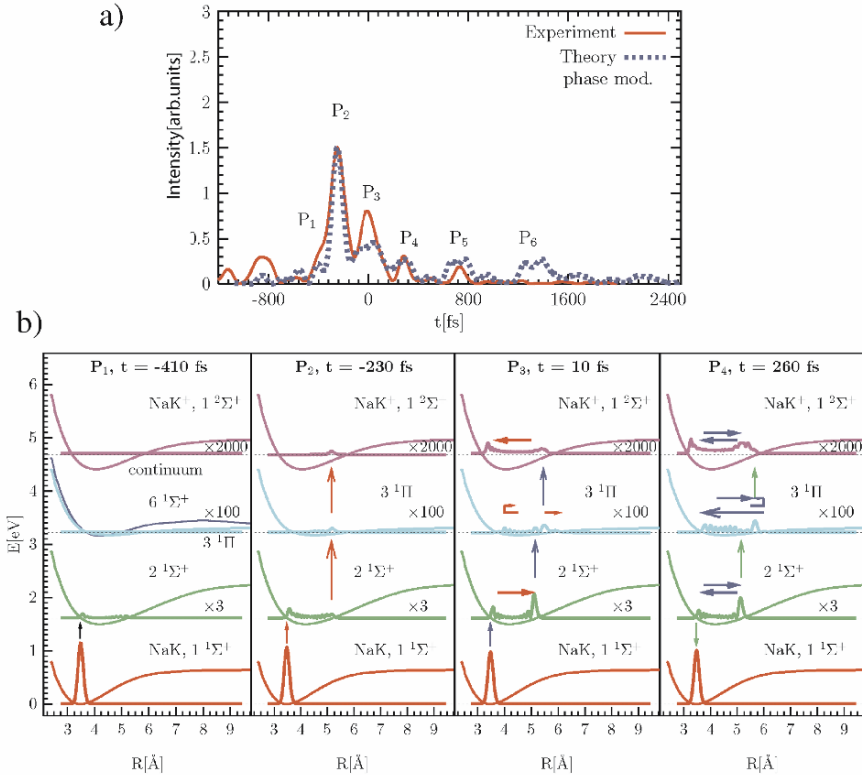 a)
Intensity[arb.units]
3
2.5
2
1.5
1
0.5
0
Experiment
Theory
phase mod.
P1
P2
P3
P4
P5
P6
-800
0
800
1600
2400
t[fs]
b)
E[eV]
6
5
4
3
2
1
0
P1, t = -410 fs
NaK+, 1 ²Σ+
×2000
continuum
6 ¹Σ+
×100
3 ¹Π
2 ¹Σ+
×3
NaK, 1 ¹Σ+
3 4 5 6 7 8 9
R[Å]
P2, t = -230 fs
NaK+, 1 ²Σ
×2000
3 ¹Π
×100
2 ¹Σ+
×3
NaK, 1 ¹Σ
3 4 5 6 7 8 9
R[Å]
P3, t = 10 fs
NaK+, 1 ²Σ
×2000
3 ¹Π
×100
2 ¹Σ+
×3
NaK, 1 ¹Σ
3 4 5 6 7 8 9
R[Å]
P4, t = 260 fs
NaK+, 1 ²Σ+
×2000
3 ¹Π
×100
2 ¹Σ+
×3
NaK, 1 ¹Σ+
3 4 5 6 7 8 9
R[Å]